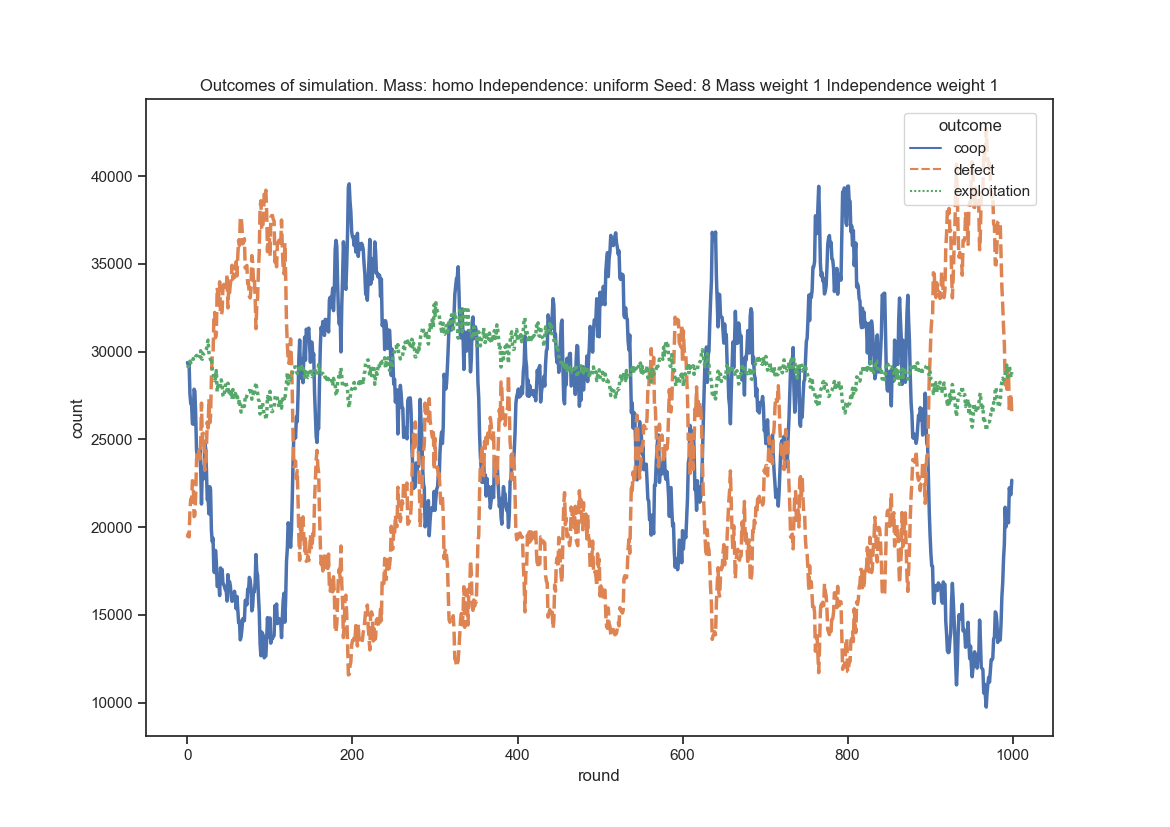 Outcomes of simulation. Mass: homo Independence: uniform Seed: 8 Mass weight 1 Independence weight 1
outcome
coop
defect
exploitation
40000
35000
30000
25000
20000
15000
10000
count
0 200 400 600 800 1000
round